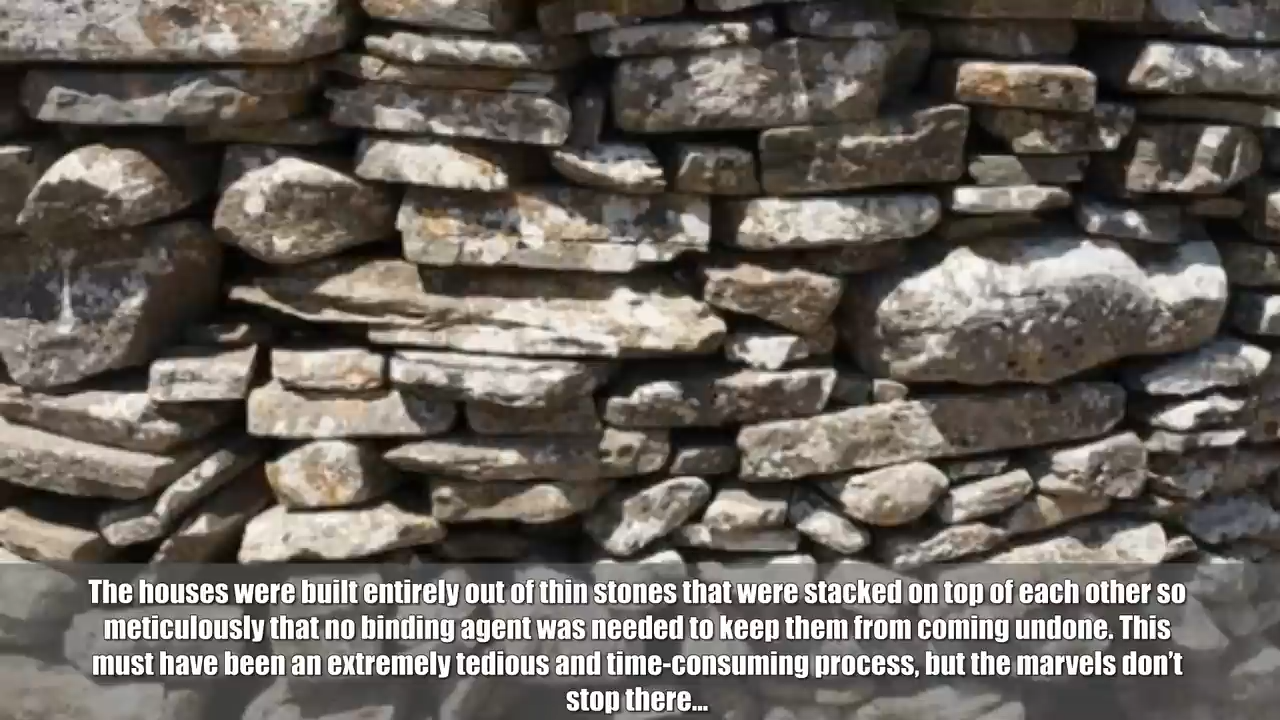 The houses were built entirely out of thin stones that were stacked on top of each other so
meticulously that no binding agent was needed to keep them from coming undone. This
must have been an extremely tedious and time-consuming process, but the marvels don’t
stop there...